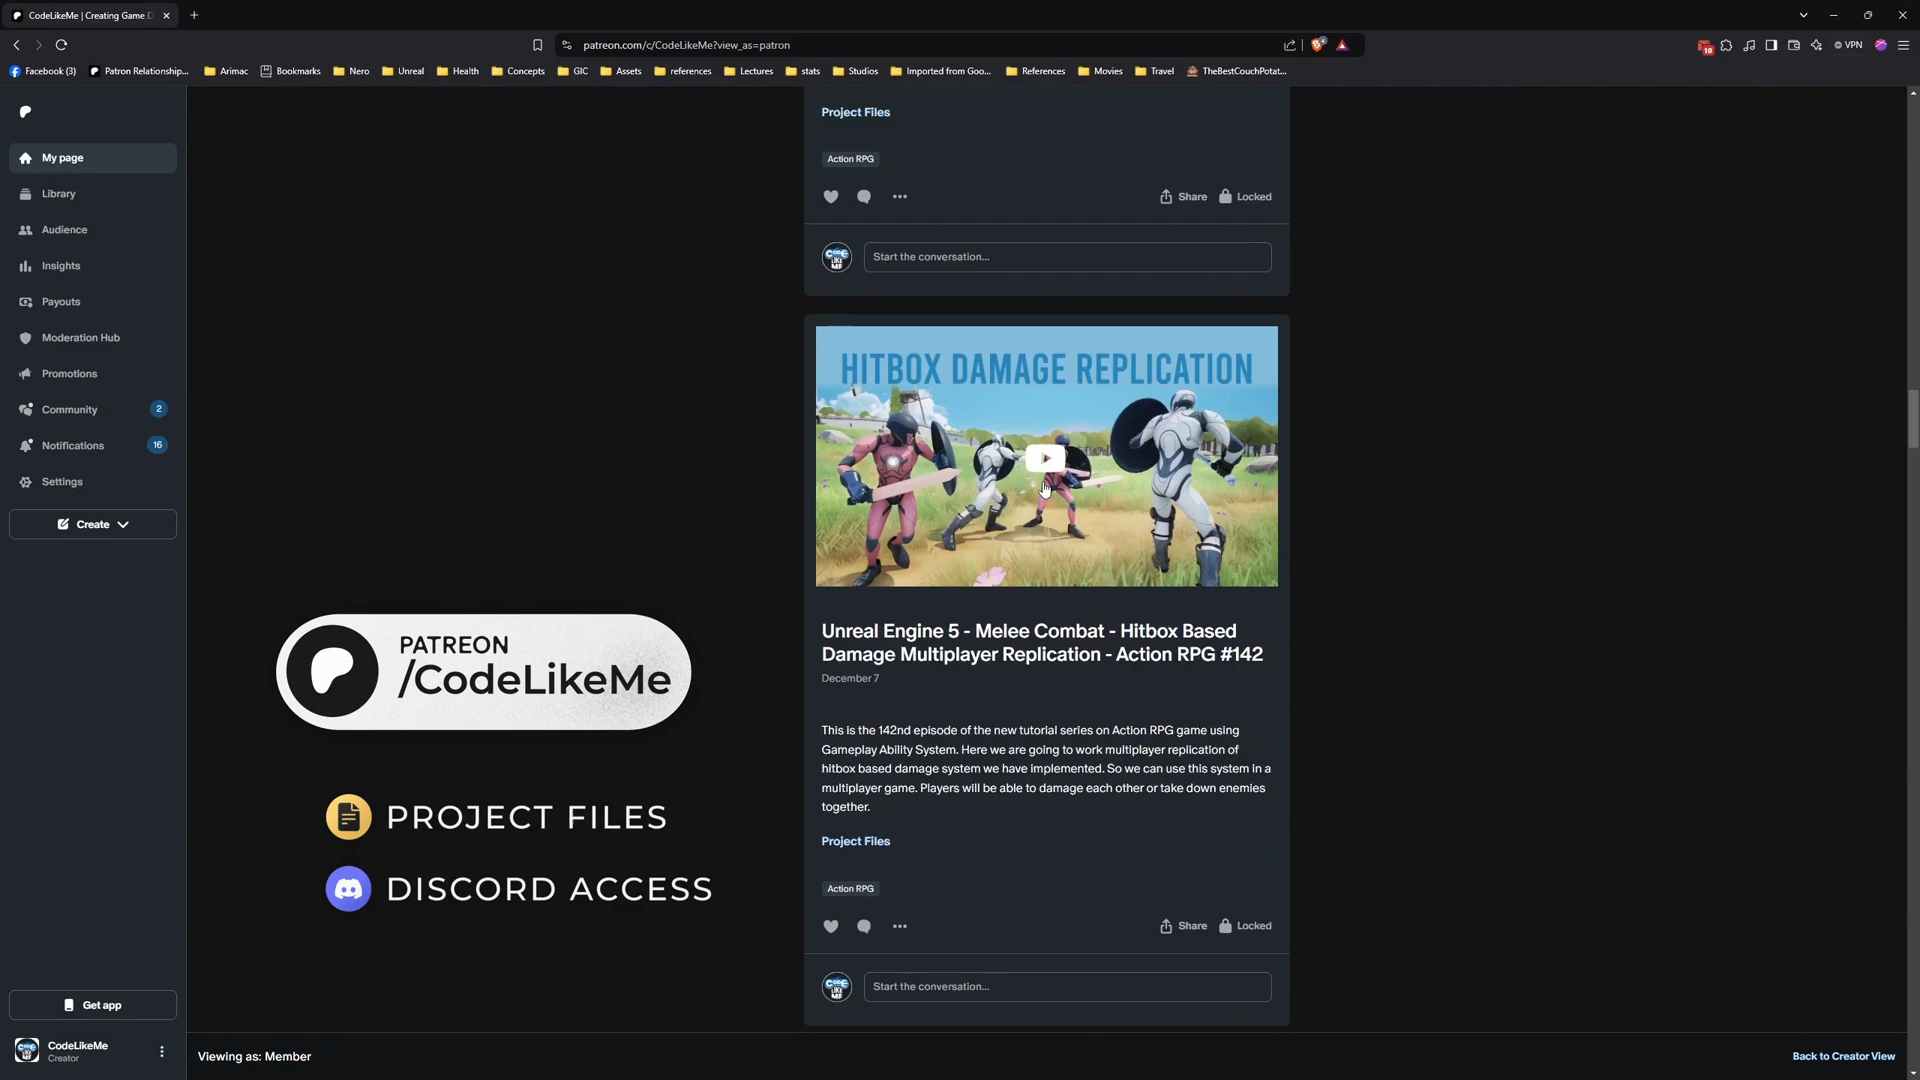 CodeLikeMe | Creating Game D
patreon.com/c/CodeLikeMe?view_as=patron
10
4
VPN
Facebook (3)
Patron Relationship...
Arimac
Bookmarks
Nero
Unreal
Health
Concepts
GIC
Assets
references
Lectures
stats
Studios
Imported from Goo...
References
Movies
Travel
TheBestCouchPotat...
My page
Library
Audience
Insights
Payouts
Moderation Hub
Promotions
Community
2
Notifications
16
Settings
Create
Get app
CodeLikeMe
Creator
Project Files
Action RPG
Share
Locked
CODE
LIKE
ME
Start the conversation...
HITBOX DAMAGE REPLICATION
Unreal Engine 5 - Melee Combat - Hitbox Based
Damage Multiplayer Replication - Action RPG #142
December 7
This is the 142nd episode of the new tutorial series on Action RPG game using
Gameplay Ability System. Here we are going to work multiplayer replication of
hitbox based damage system we have implemented. So we can use this system in a
multiplayer game. Players will be able to damage each other or take down enemies
together.
Project Files
Action RPG
Share
Locked
CODE
LIKE
ME
Start the conversation...
PATREON
/CodeLikeMe
PROJECT FILES
DISCORD ACCESS
Viewing as: Member
Back to Creator View